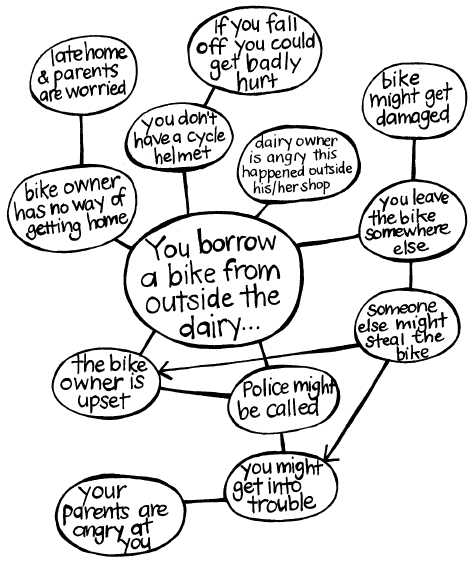 late home
& parents
are worried
If you fall
off you could
get badly
hurt
bike
might get
damaged
you don't
have a cycle
helmet
dairy owner
is angry this
happened outside
his/her shop
bike owner
has no way of
getting home
you leave
the bike
somewhere
else
You borrow
a bike from
outside the
dairy...
someone
else might
steal the
bike
the bike
owner is
upset
Police might
be called
you might
get into
trouble
your
parents are
angry at
you